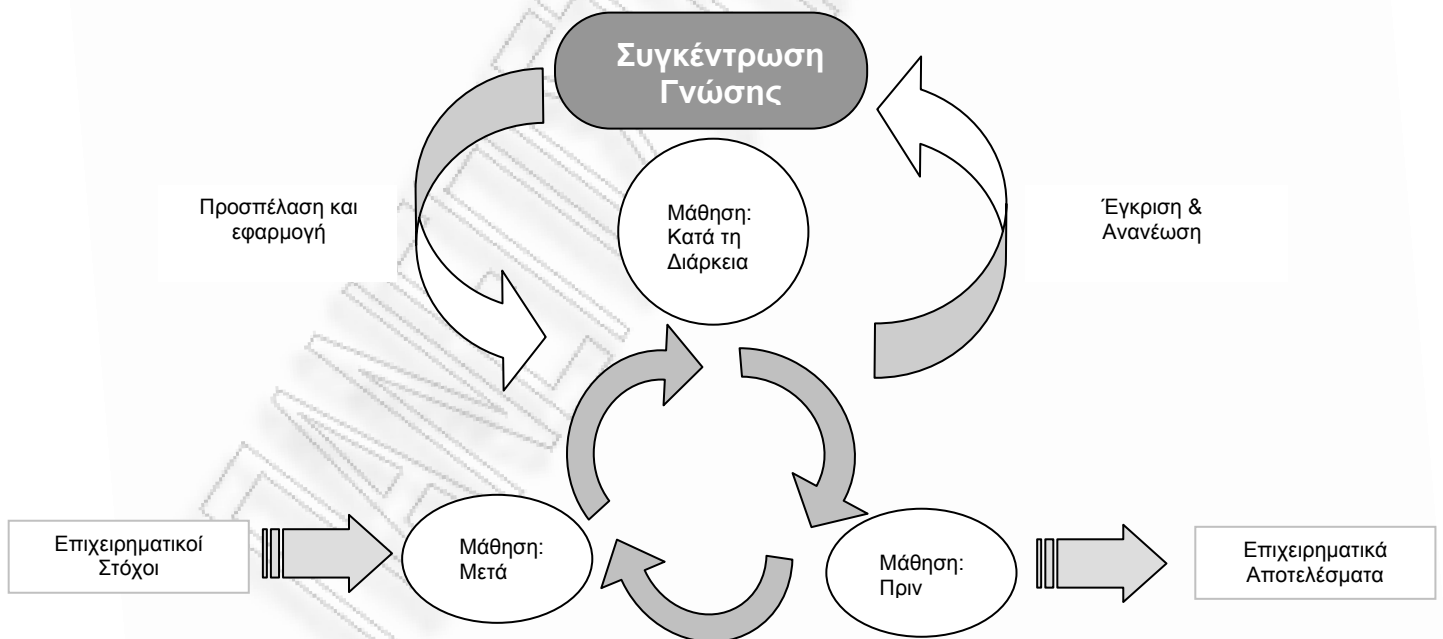 Συγκέντρωση
Γνώσης
Προσπέλαση και
εφαρμογή
Μάθηση:
Κατά τη
Διάρκεια
Έγκριση &
Ανανέωση
Επιχειρηματικοί
Στόχοι
Μάθηση:
Μετά
Μάθηση:
Πριν
Επιχειρηματικά
Αποτελέσματα